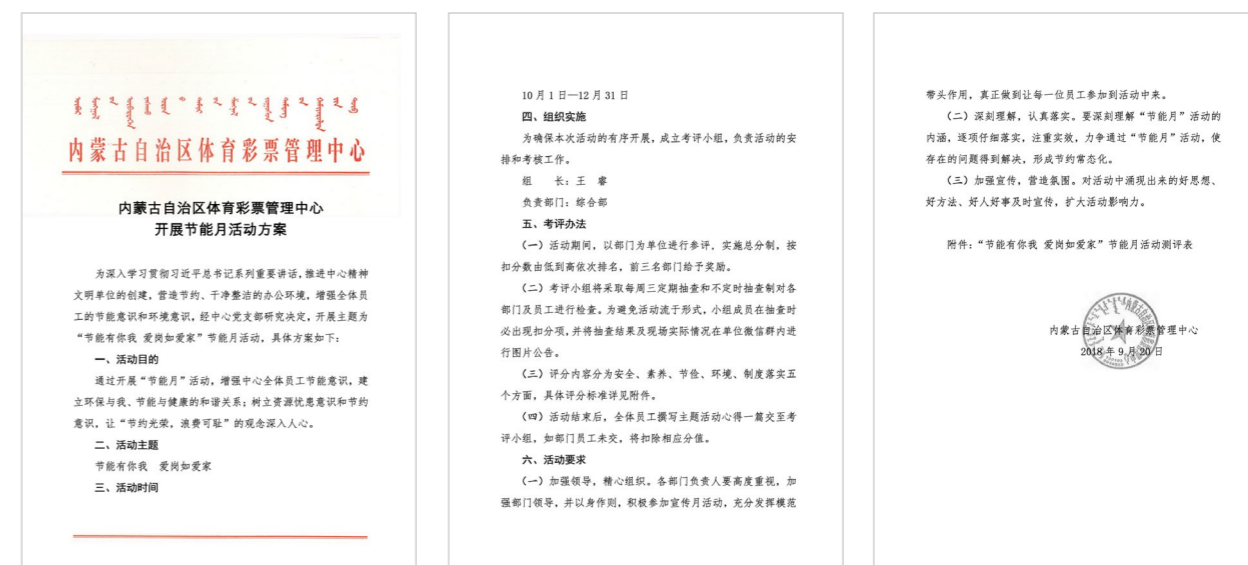 内蒙古自治区体育彩票管理中心
内蒙古自治区体育彩票管理中心
开展节能月活动方案
为深入学习贯彻习近平总书记系列重要讲话,推进中心精神
文明单位的创建,营造节约、干净整洁的办公环境,增强全体员
工的节能意识和环境意识,经中心党支部研究决定,开展主题为
“节能有你我 爱岗如爱家”节能月活动,具体方案如下:
一、活动目的
通过开展“节能月”活动,增强中心全体员工节能意识,建
立环保与我、节能与健康的和谐关系;树立资源忧患意识和节约
意识,让“节约光荣,浪费可耻”的观念深入人心。
二、活动主题
节能有你我 爱岗如爱家
三、活动时间
10月1日—12月31日
四、组织实施
为确保本次活动的有序开展,成立考评小组,负责活动的安
排和考核工作。
组 长:王 睿
负责部门:综合部
五、考评办法
(一)活动期间,以部门为单位进行参评、实施总分制,按
扣分数由低到高依次排名,前三名部门给予奖励。
(二)考评小组将采取每周三定期抽查和不定时抽查制对各
部门及员工进行检查。为避免活动流于形式,小组成员在抽查时
必出现扣分项,并将抽查结果及现场实际情况在单位微信群内进
行图片公告。
(三)评分内容分为安全、素养、节俭、环境、制度落实五
个方面,具体评分标准详见附件。
(四)活动结束后,全体员工撰写主题活动心得一篇交至考
评小组,如部门员工未交,将扣除相应分值。
六、活动要求
(一)加强领导,精心组织。各部门负责人要高度重视,加
强部门领导,并以身作则,积极参加宣传月活动,充分发挥模范
带头作用,真正做到让每一位员工参加到活动中来。
(二)深刻理解,认真落实。要深刻理解“节能月”活动的
内涵,逐项仔细落实,注重实效,力争通过“节能月”活动,使
存在的问题得到解决,形成节约常态化。
(三)加强宣传,营造氛围。对活动中涌现出来的好思想、
好方法、好人好事及时宣传,扩大活动影响力。
附件:“节能有你我 爱岗如爱家”节能月活动测评表
内蒙古自治区体育彩票管理中心
2018年9月20日